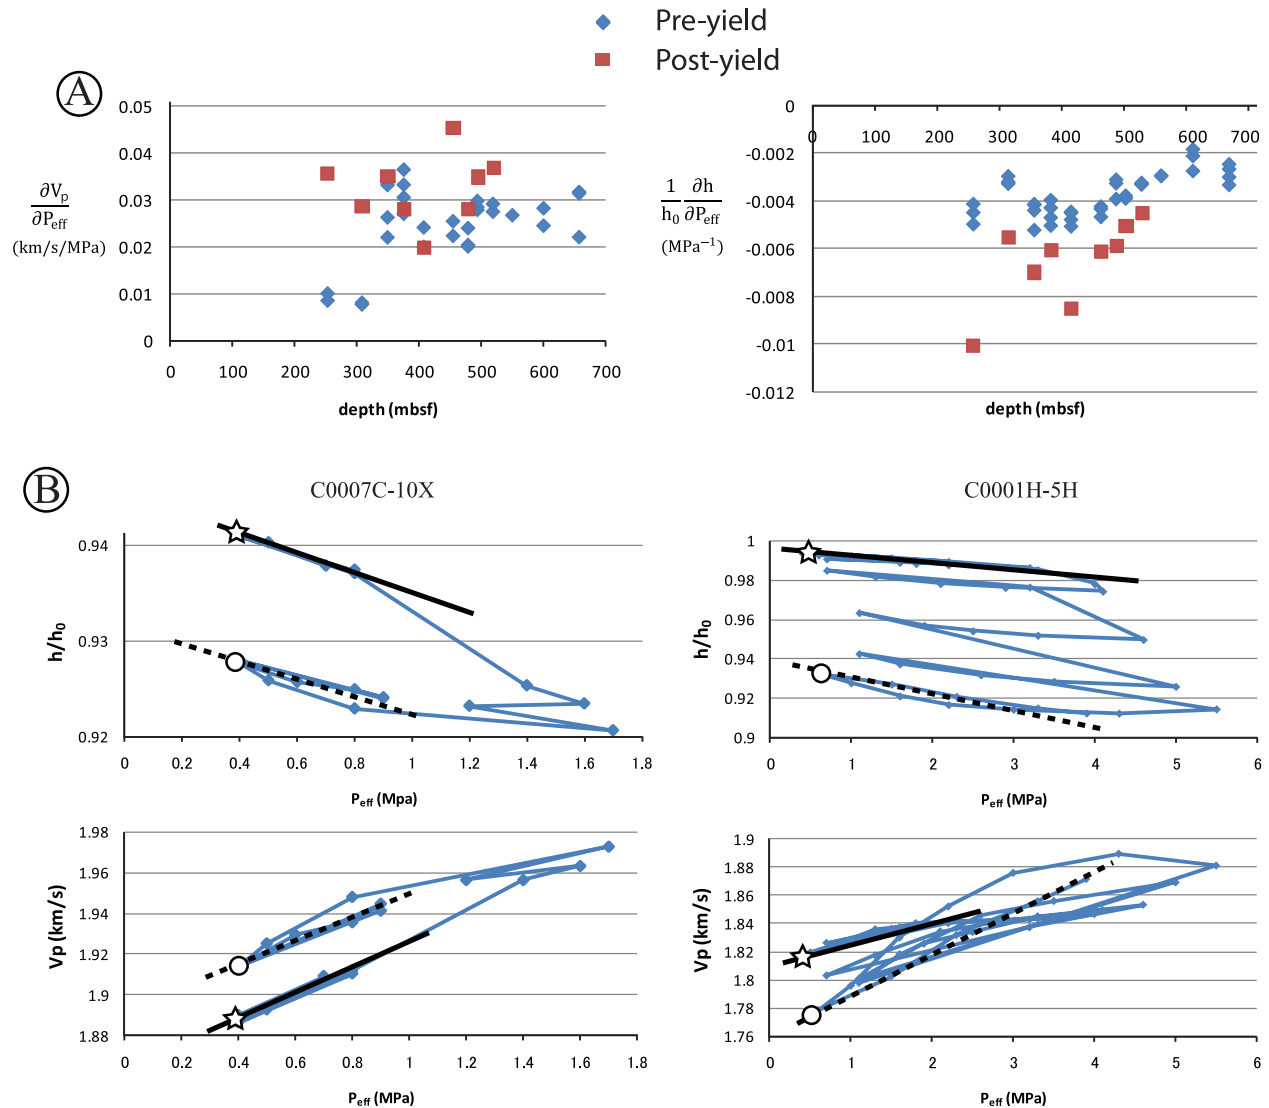 Pre-yield
Post-yield
A
0.05
0.04
0.03
0.02
0.01
0
∂Vp
∂Peff
(km/s/MPa)
0 100 200 300 400 500 600 700
depth (mbsf)
0
-0.002
-0.004
-0.006
-0.008
-0.01
-0.012
1 ∂h
h0 ∂Peff
(MPa⁻¹)
0 100 200 300 400 500 600 700
depth (mbsf)
B
C0007C-10X
0.94
0.93
0.92
h/h0
0 0.2 0.4 0.6 0.8 1 1.2 1.4 1.6 1.8
Peff (Mpa)
C0001H-5H
1
0.98
0.96
0.94
0.92
0.9
h/h0
0 1 2 3 4 5 6
Peff (MPa)
1.98
1.96
1.94
1.92
1.9
1.88
Vp (km/s)
0 0.2 0.4 0.6 0.8 1 1.2 1.4 1.6 1.8
Peff (MPa)
1.9
1.88
1.86
1.84
1.82
1.8
1.78
1.76
Vp (km/s)
0 1 2 3 4 5 6
Peff (MPa)